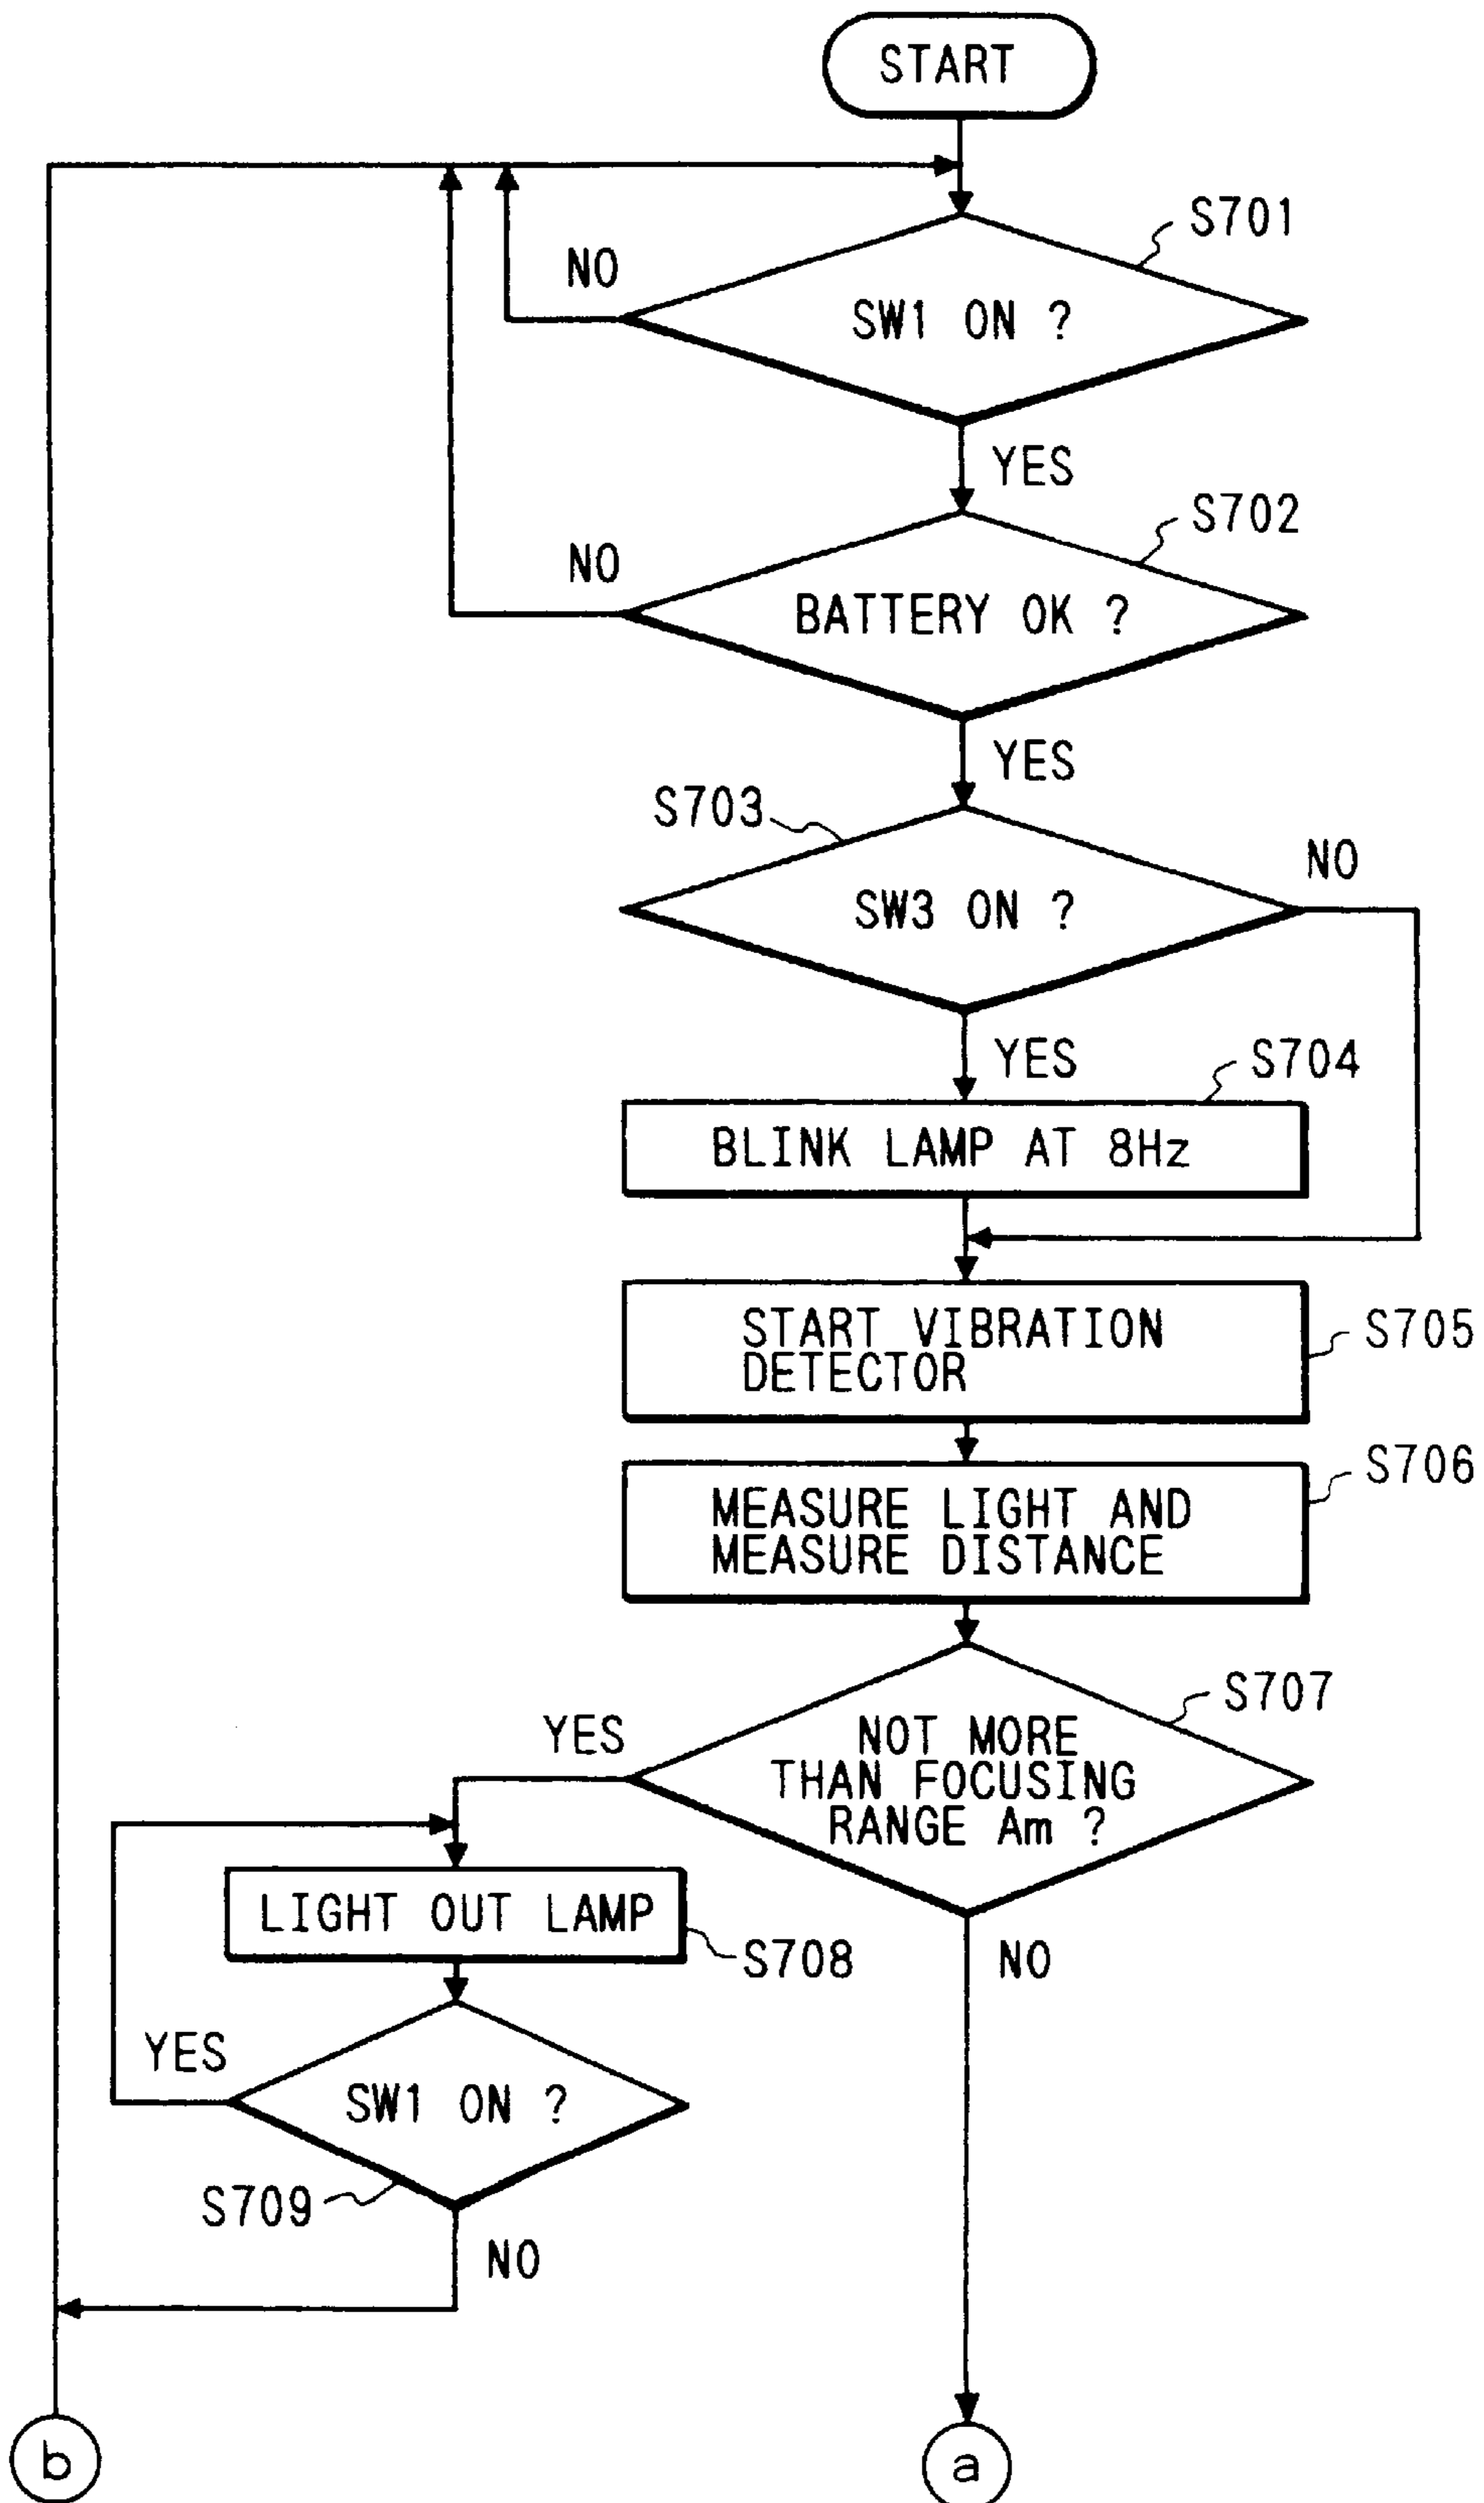 START
S701
NO
SW1 ON ?
YES
S702
NO
BATTERY OK ?
YES
S703
NO
SW3 ON ?
YES
S704
BLINK LAMP AT 8Hz
START VIBRATION
DETECTOR
S705
S706
MEASURE LIGHT AND
MEASURE DISTANCE
S707
YES
NOT MORE
THAN FOCUSING
RANGE Am ?
LIGHT OUT LAMP
S708
NO
YES
SW1 ON ?
S709
NO
b
a